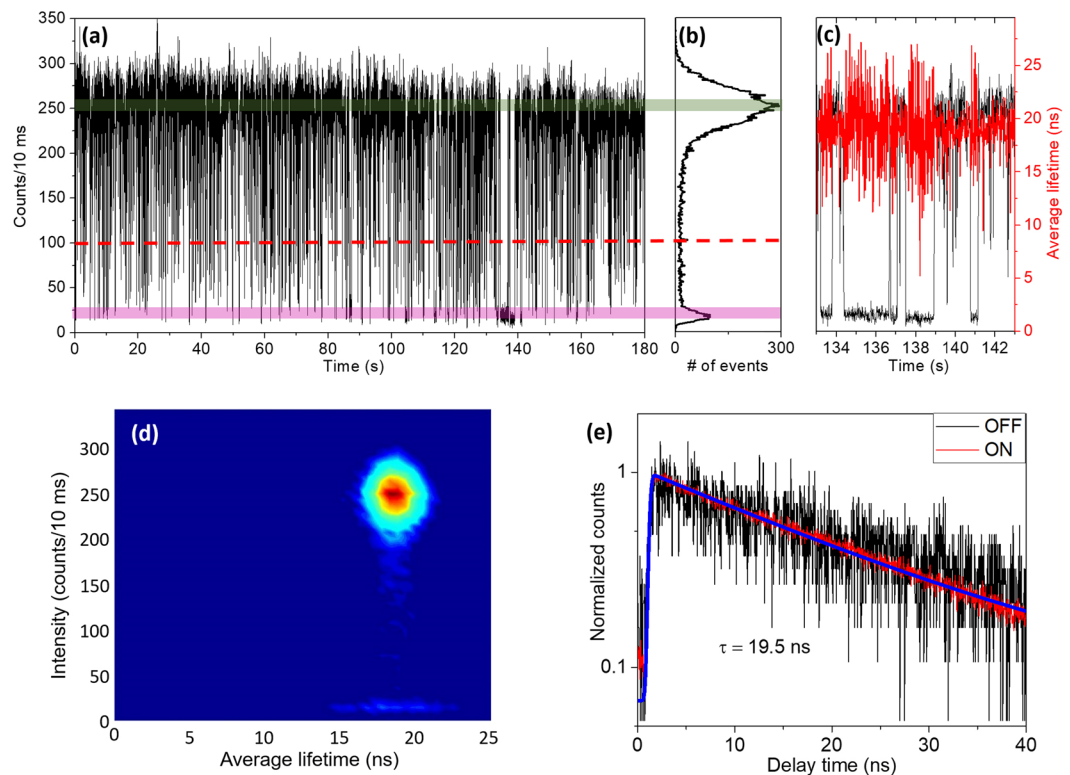 (a)
350
300
250
200
150
100
50
0
Counts/10 ms
0 20 40 60 80 100 120 140 160 180
Time (s)
(b)
0 300
# of events
(c)
25
20
15
10
5
0
Average lifetime (ns)
134 136 138 140 142
Time (s)
(d)
300
250
200
150
100
50
0
Intensity (counts/10 ms)
0 5 10 15 20 25
Average lifetime (ns)
(e)
OFF
ON
1
0.1
Normalized counts
τ = 19.5 ns
0 10 20 30 40
Delay time (ns)